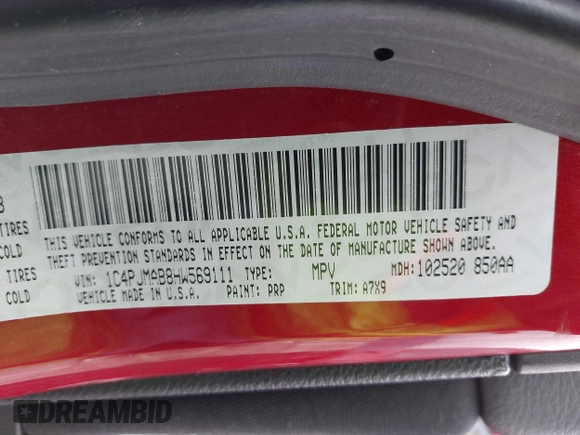 TIRES
COLD
TIRES
COLD
THIS VEHICLE CONFORMS TO ALL APPLICABLE U.S.A. FEDERAL MOTOR VEHICLE SAFETY AND
THEFT PREVENTION STANDARDS IN EFFECT ON THE DATE OF MANUFACTURE SHOWN ABOVE.
VIN: 1C4PJMAB8HW569111 TYPE: MPV MDH: 102520 850AA
VEHICLE MADE IN U.S.A. PAINT: PRP TRIM: A7X9
DREAMBID